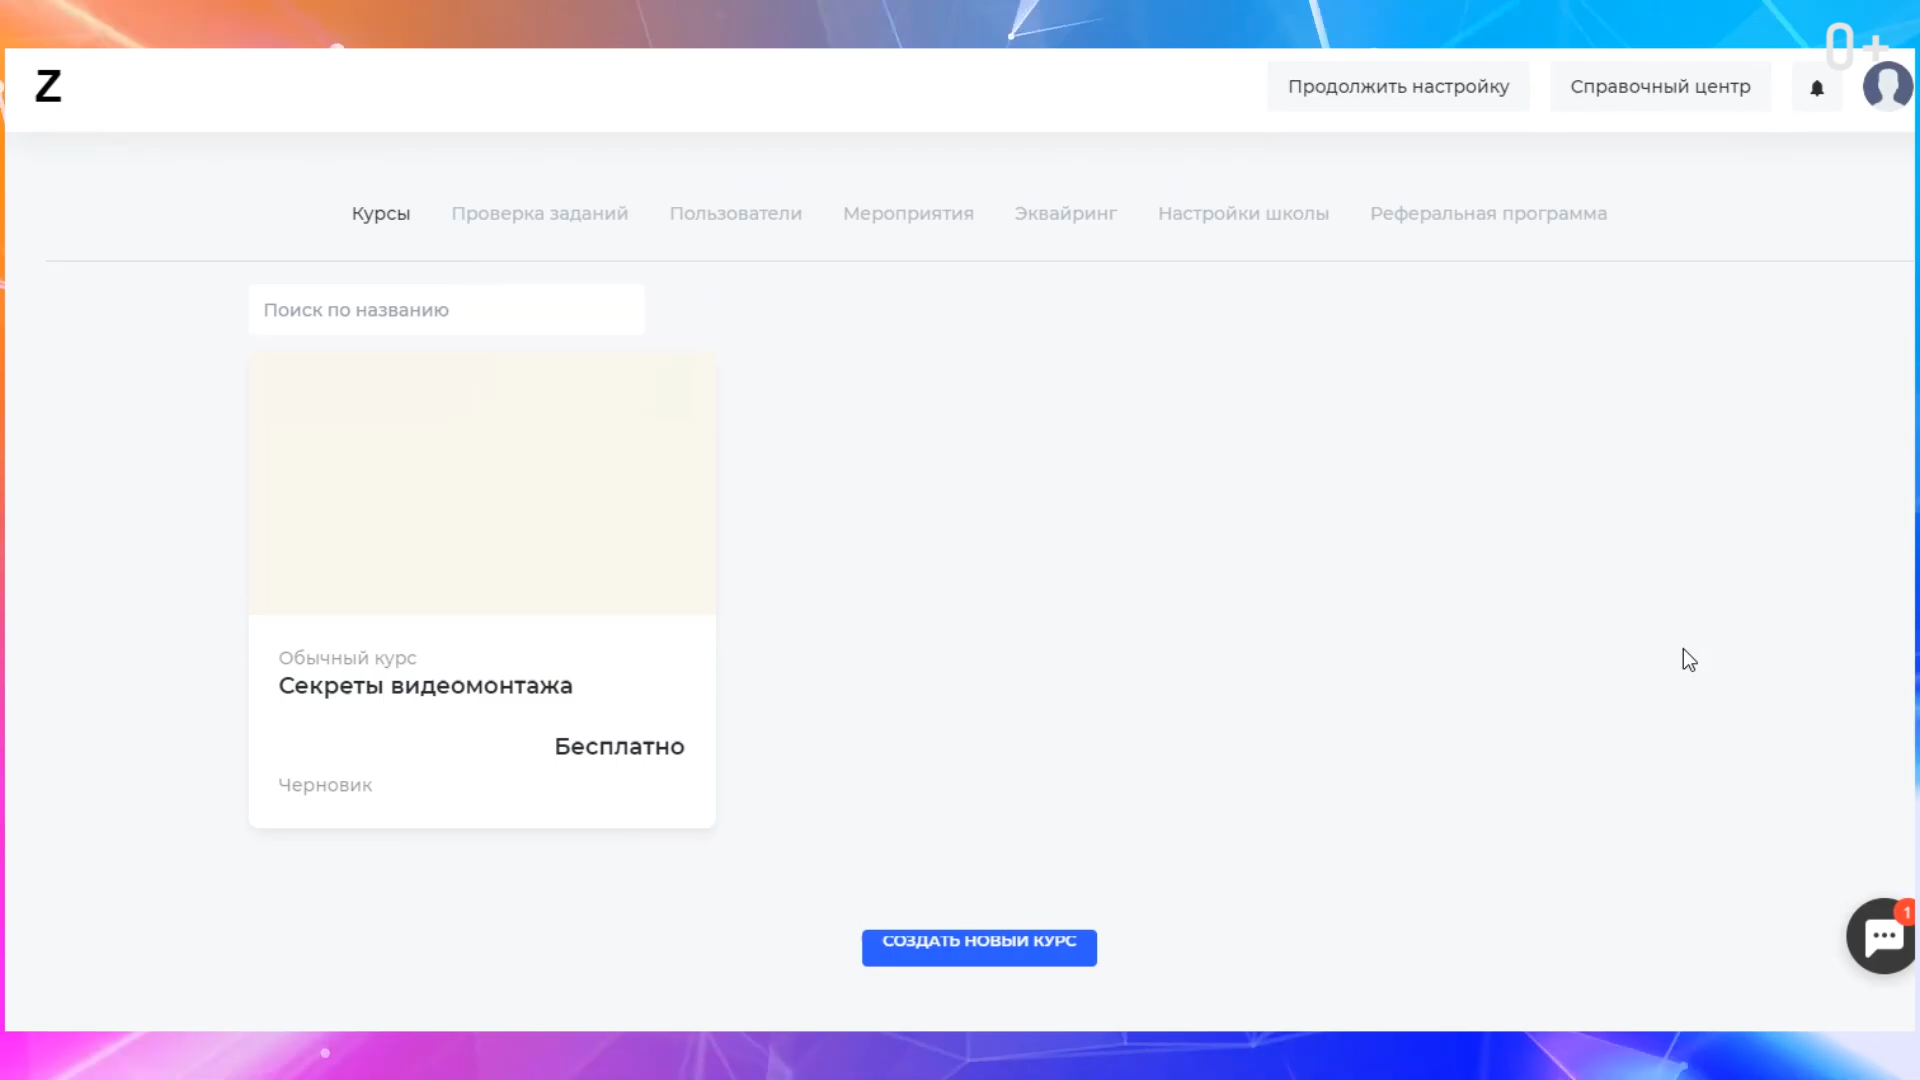 0+
Z
Продолжить настройку
Справочный центр
Курсы Проверка заданий Пользователи Мероприятия Эквайринг Настройки школы Реферальная программа
Поиск по названию
Обычный курс
Секреты видеомонтажа
Бесплатно
Черновик
СОЗДАТЬ НОВЫЙ КУРС
1